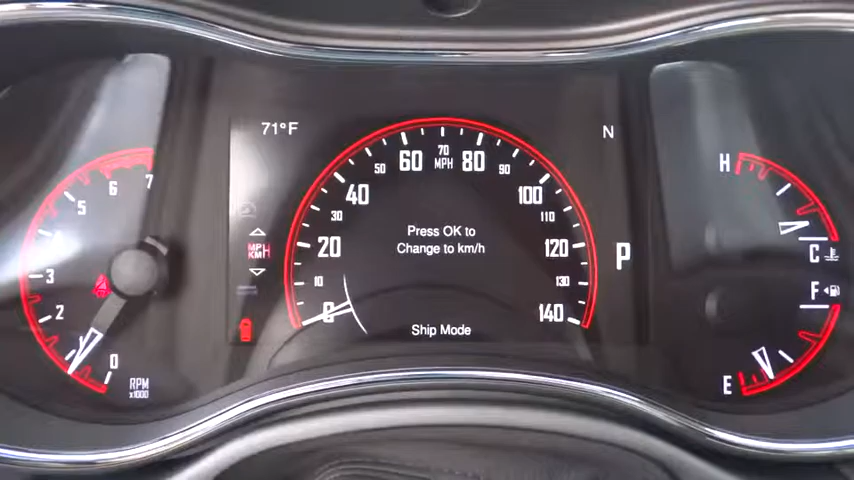 71°F
N
7
6
5
4
3
2
1
0
RPM
x1000
MPH
KM/H
0
10
20
30
40
50
60
70
MPH
80
90
100
110
120
130
140
Press OK to
Change to km/h
Ship Mode
P
H
C
F
E